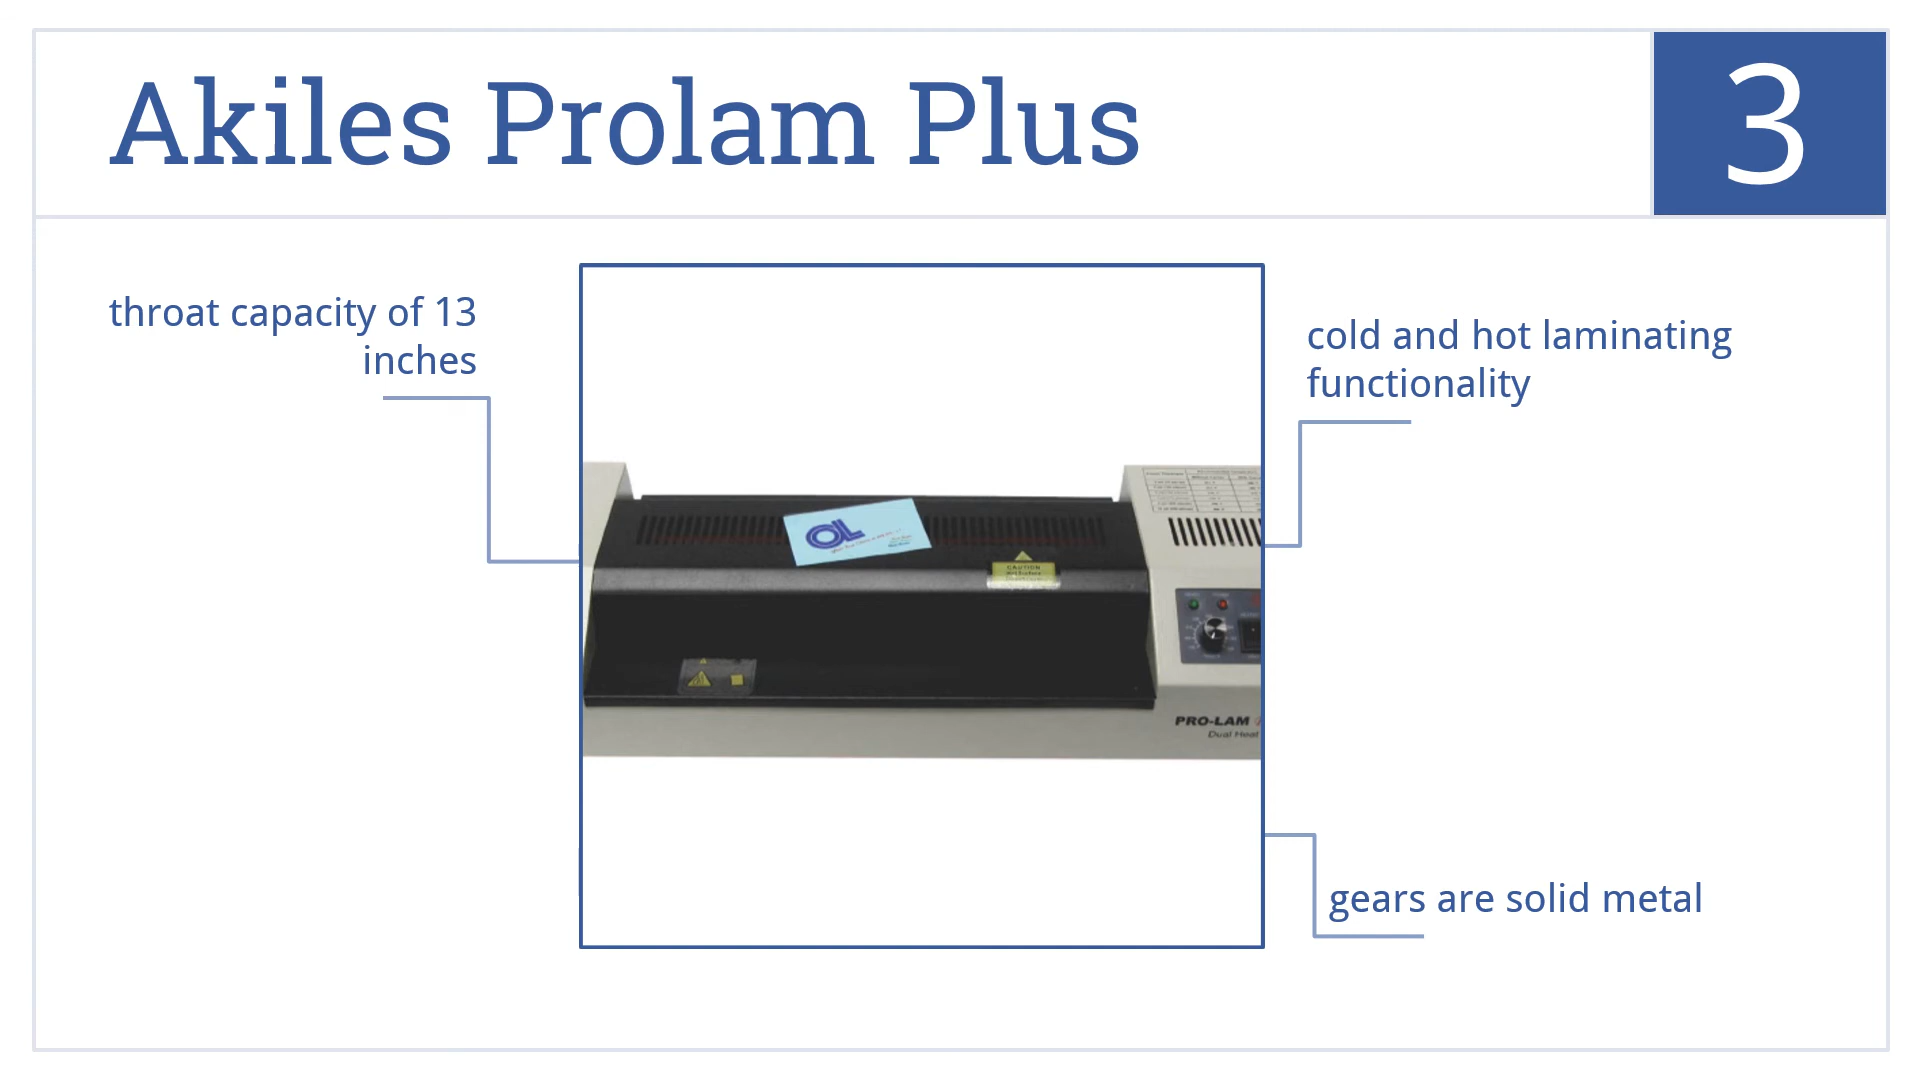 Akiles Prolam Plus
3
throat capacity of 13
inches
cold and hot laminating
functionality
gears are solid metal
OL
CAUTION
PRO-LAM
Dual Heat